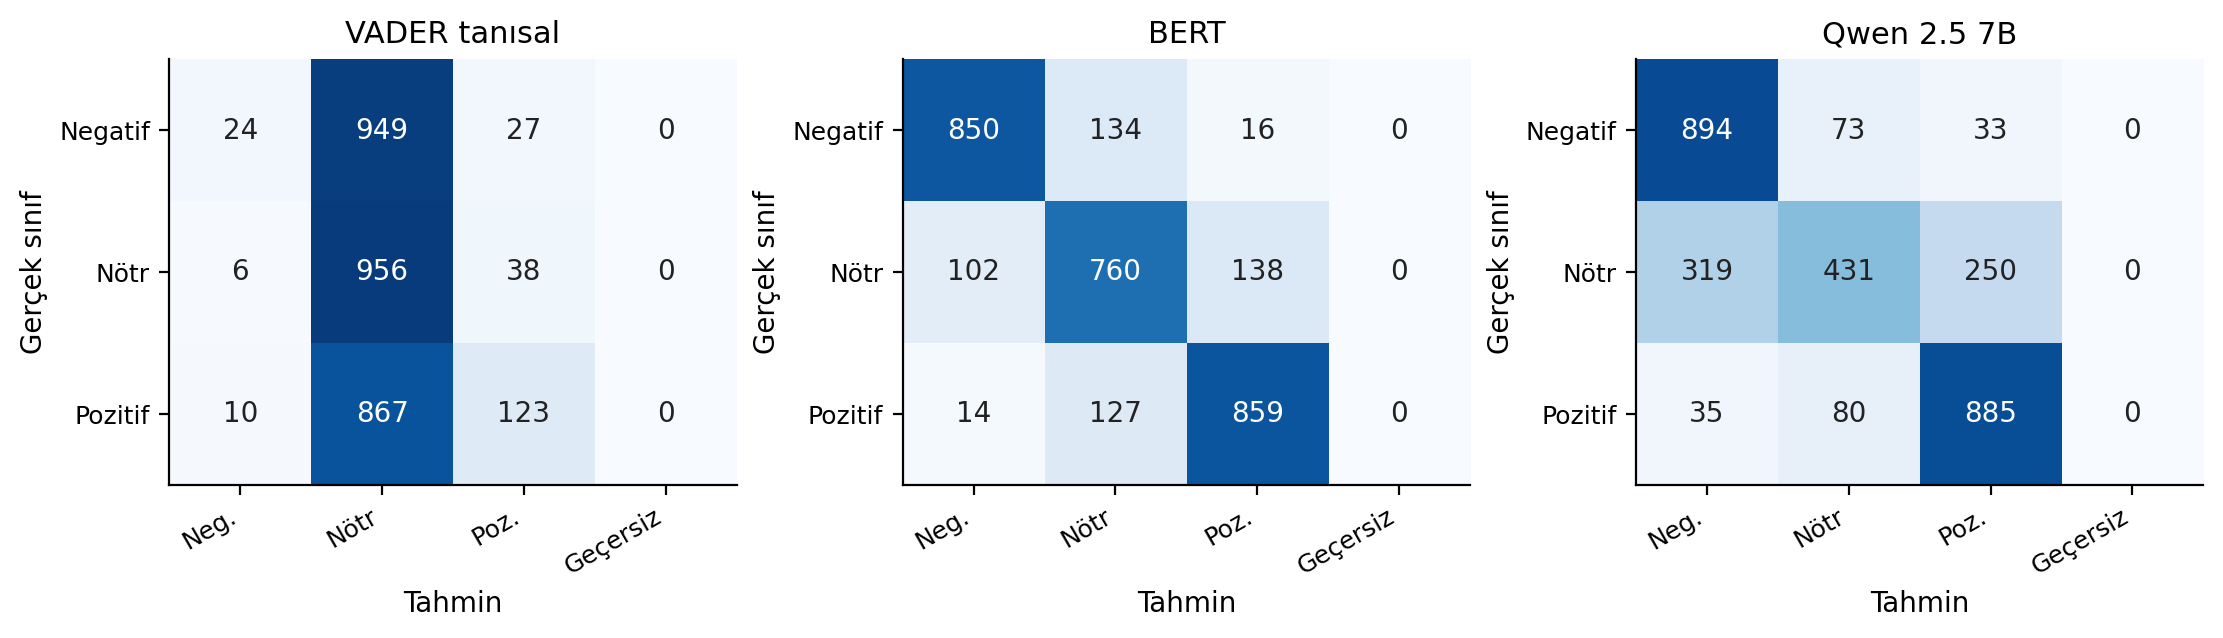 VADER tanısal
Gerçek sınıf
Negatif 24 949 27 0
Nötr 6 956 38 0
Pozitif 10 867 123 0
Neg. Nötr Poz. Geçersiz
Tahmin
BERT
Gerçek sınıf
Negatif 850 134 16 0
Nötr 102 760 138 0
Pozitif 14 127 859 0
Neg. Nötr Poz. Geçersiz
Tahmin
Qwen 2.5 7B
Gerçek sınıf
Negatif 894 73 33 0
Nötr 319 431 250 0
Pozitif 35 80 885 0
Neg. Nötr Poz. Geçersiz
Tahmin